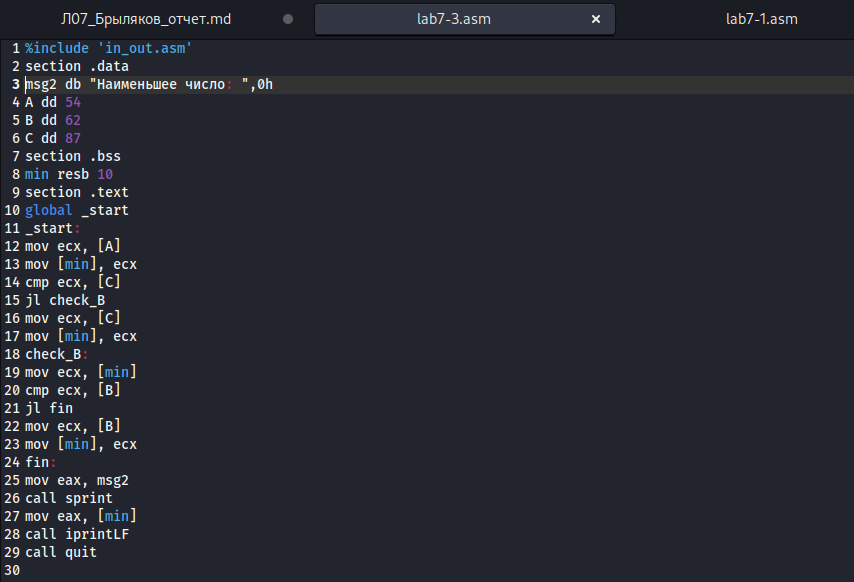 Л07_Брыляков_отчет.md ● lab7-3.asm × lab7-1.asm
1 %include 'in_out.asm'
2 section .data
3 msg2 db "Наименьшее число: ",0h
4 A dd 54
5 B dd 62
6 C dd 87
7 section .bss
8 min resb 10
9 section .text
10 global _start
11 _start:
12 mov ecx, [A]
13 mov [min], ecx
14 cmp ecx, [C]
15 jl check_B
16 mov ecx, [C]
17 mov [min], ecx
18 check_B:
19 mov ecx, [min]
20 cmp ecx, [B]
21 jl fin
22 mov ecx, [B]
23 mov [min], ecx
24 fin:
25 mov eax, msg2
26 call sprint
27 mov eax, [min]
28 call iprintLF
29 call quit
30